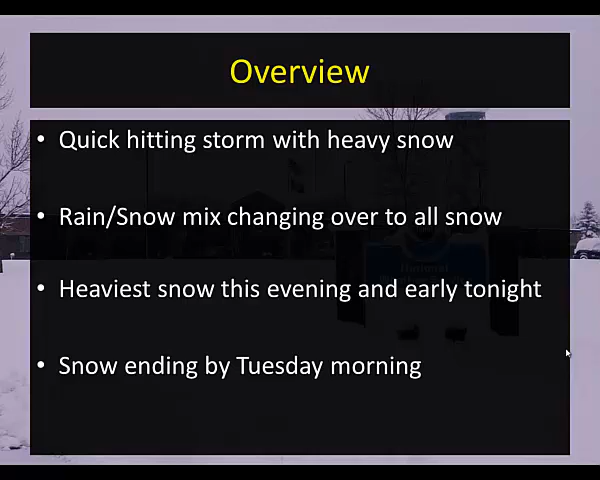 Overview
• Quick hitting storm with heavy snow
• Rain/Snow mix changing over to all snow
• Heaviest snow this evening and early tonight
• Snow ending by Tuesday morning